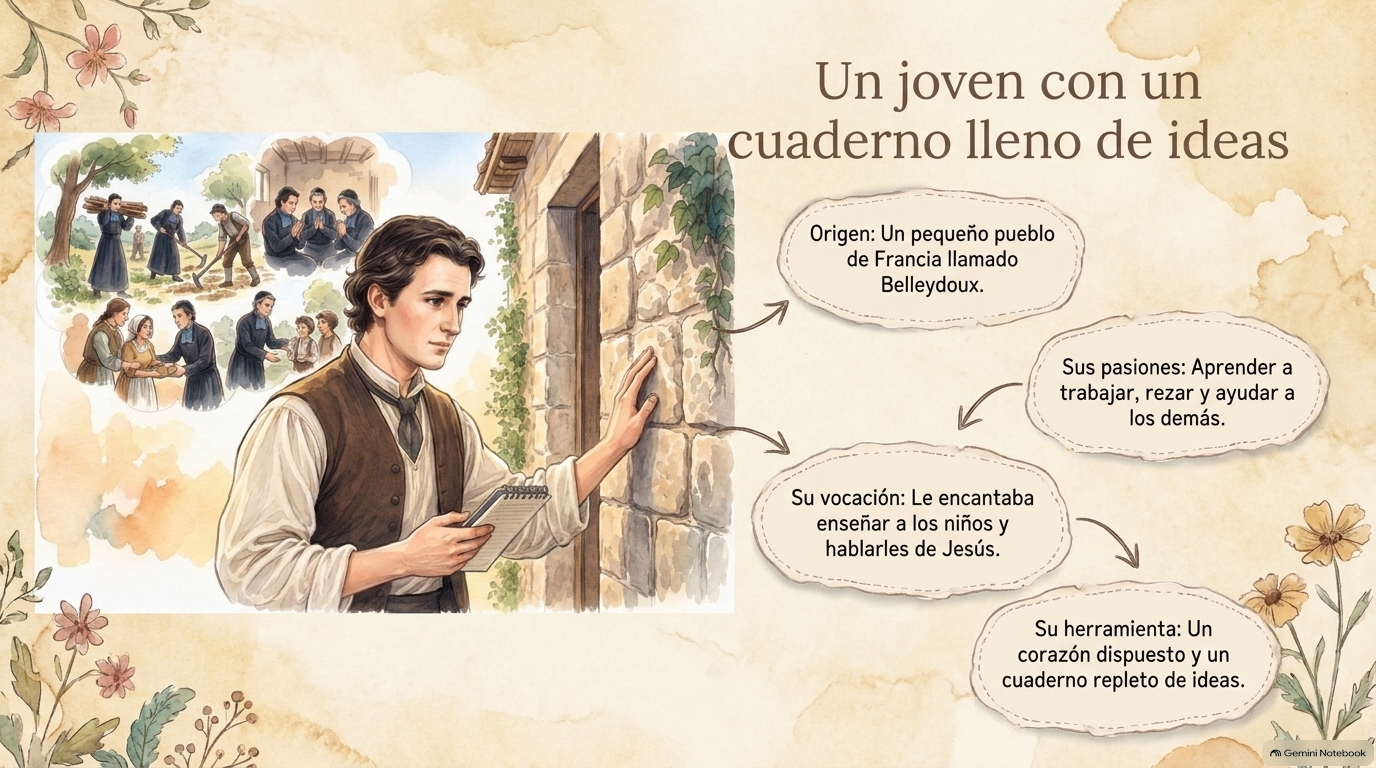 Un joven con un
cuaderno lleno de ideas
Origen: Un pequeño pueblo
de Francia llamado
Belleydoux.
Sus pasiones: Aprender a
trabajar, rezar y ayudar a
los demás.
Su vocación: Le encantaba
enseñar a los niños y
hablarles de Jesús.
Su herramienta: Un
corazón dispuesto y un
cuaderno repleto de ideas.
Gemini Notebook